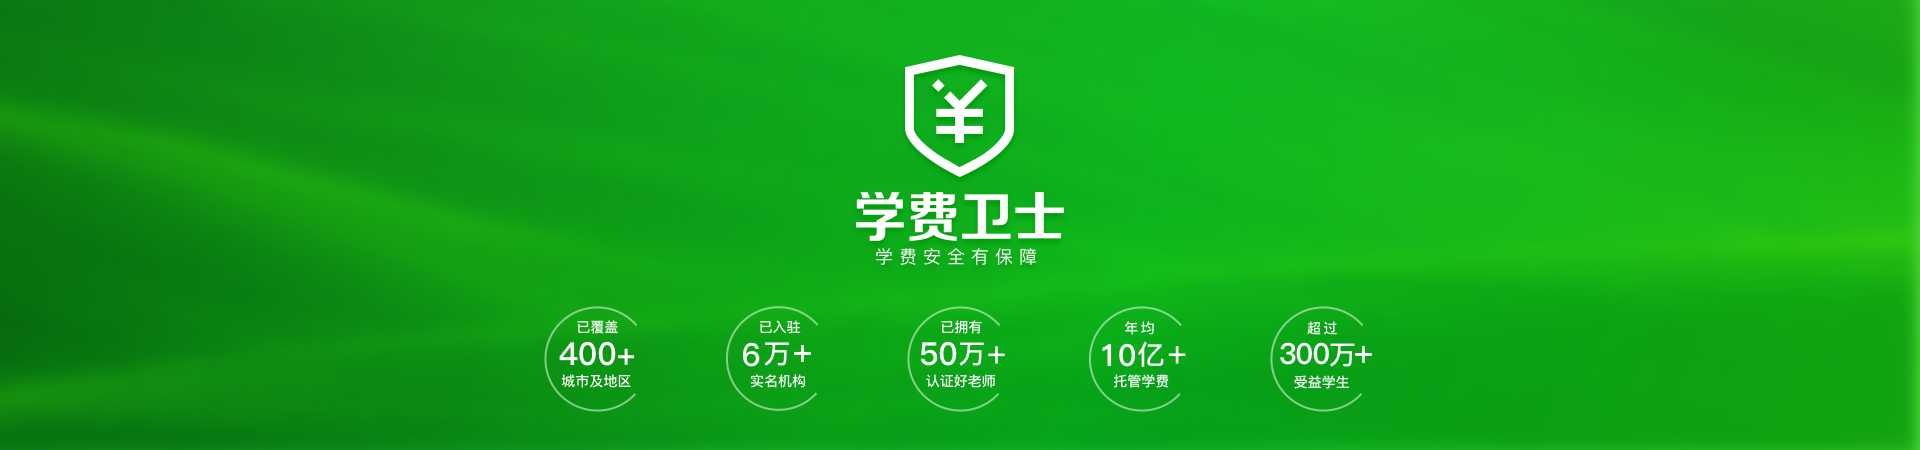 学费卫士
学费安全有保障
已覆盖
400+
城市及地区
已入驻
6万+
实名机构
已拥有
50万+
认证好老师
年均
10亿+
托管学费
超过
300万+
受益学生